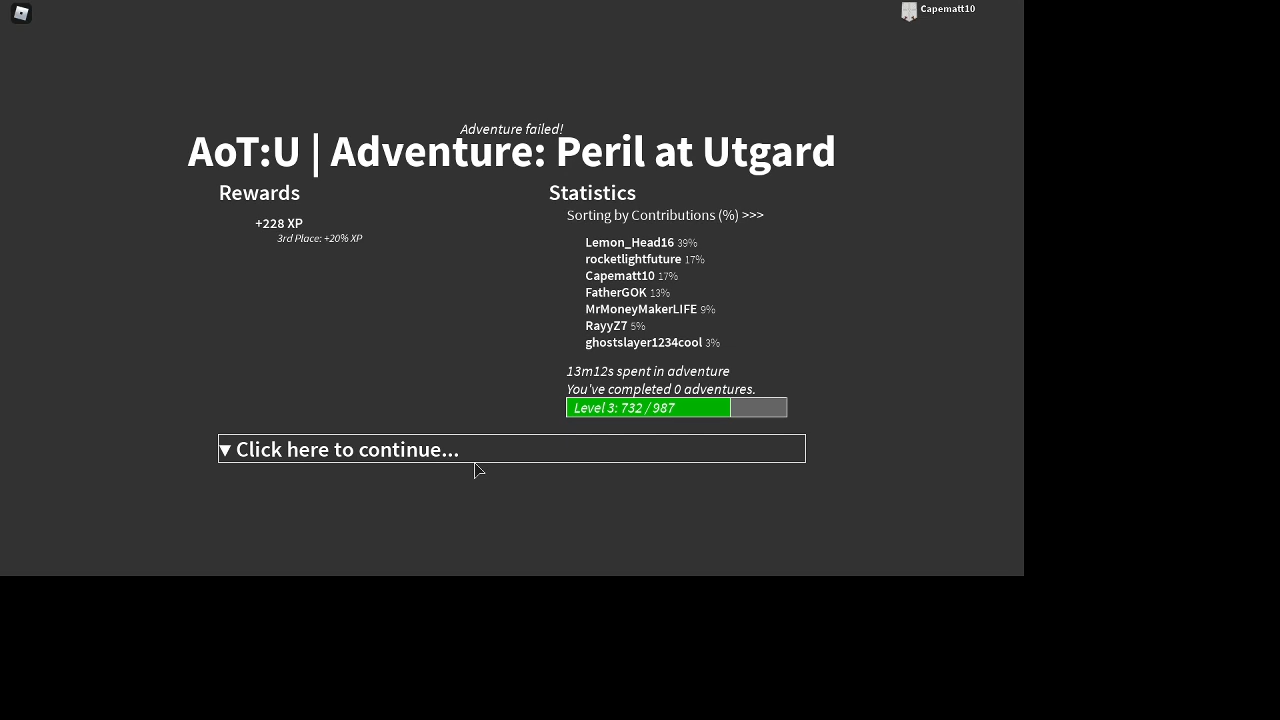 Capematt10
Adventure failed!
AoT:U | Adventure: Peril at Utgard
Rewards
+228 XP
3rd Place: +20% XP
Statistics
Sorting by Contributions (%) >>>
Lemon_Head16 39%
rocketlightfuture 17%
Capematt10 17%
FatherGOK 13%
MrMoneyMakerLIFE 9%
RayyZ7 5%
ghostslayer1234cool 3%
13m12s spent in adventure
You've completed 0 adventures.
Level 3: 732 / 987
▼ Click here to continue...